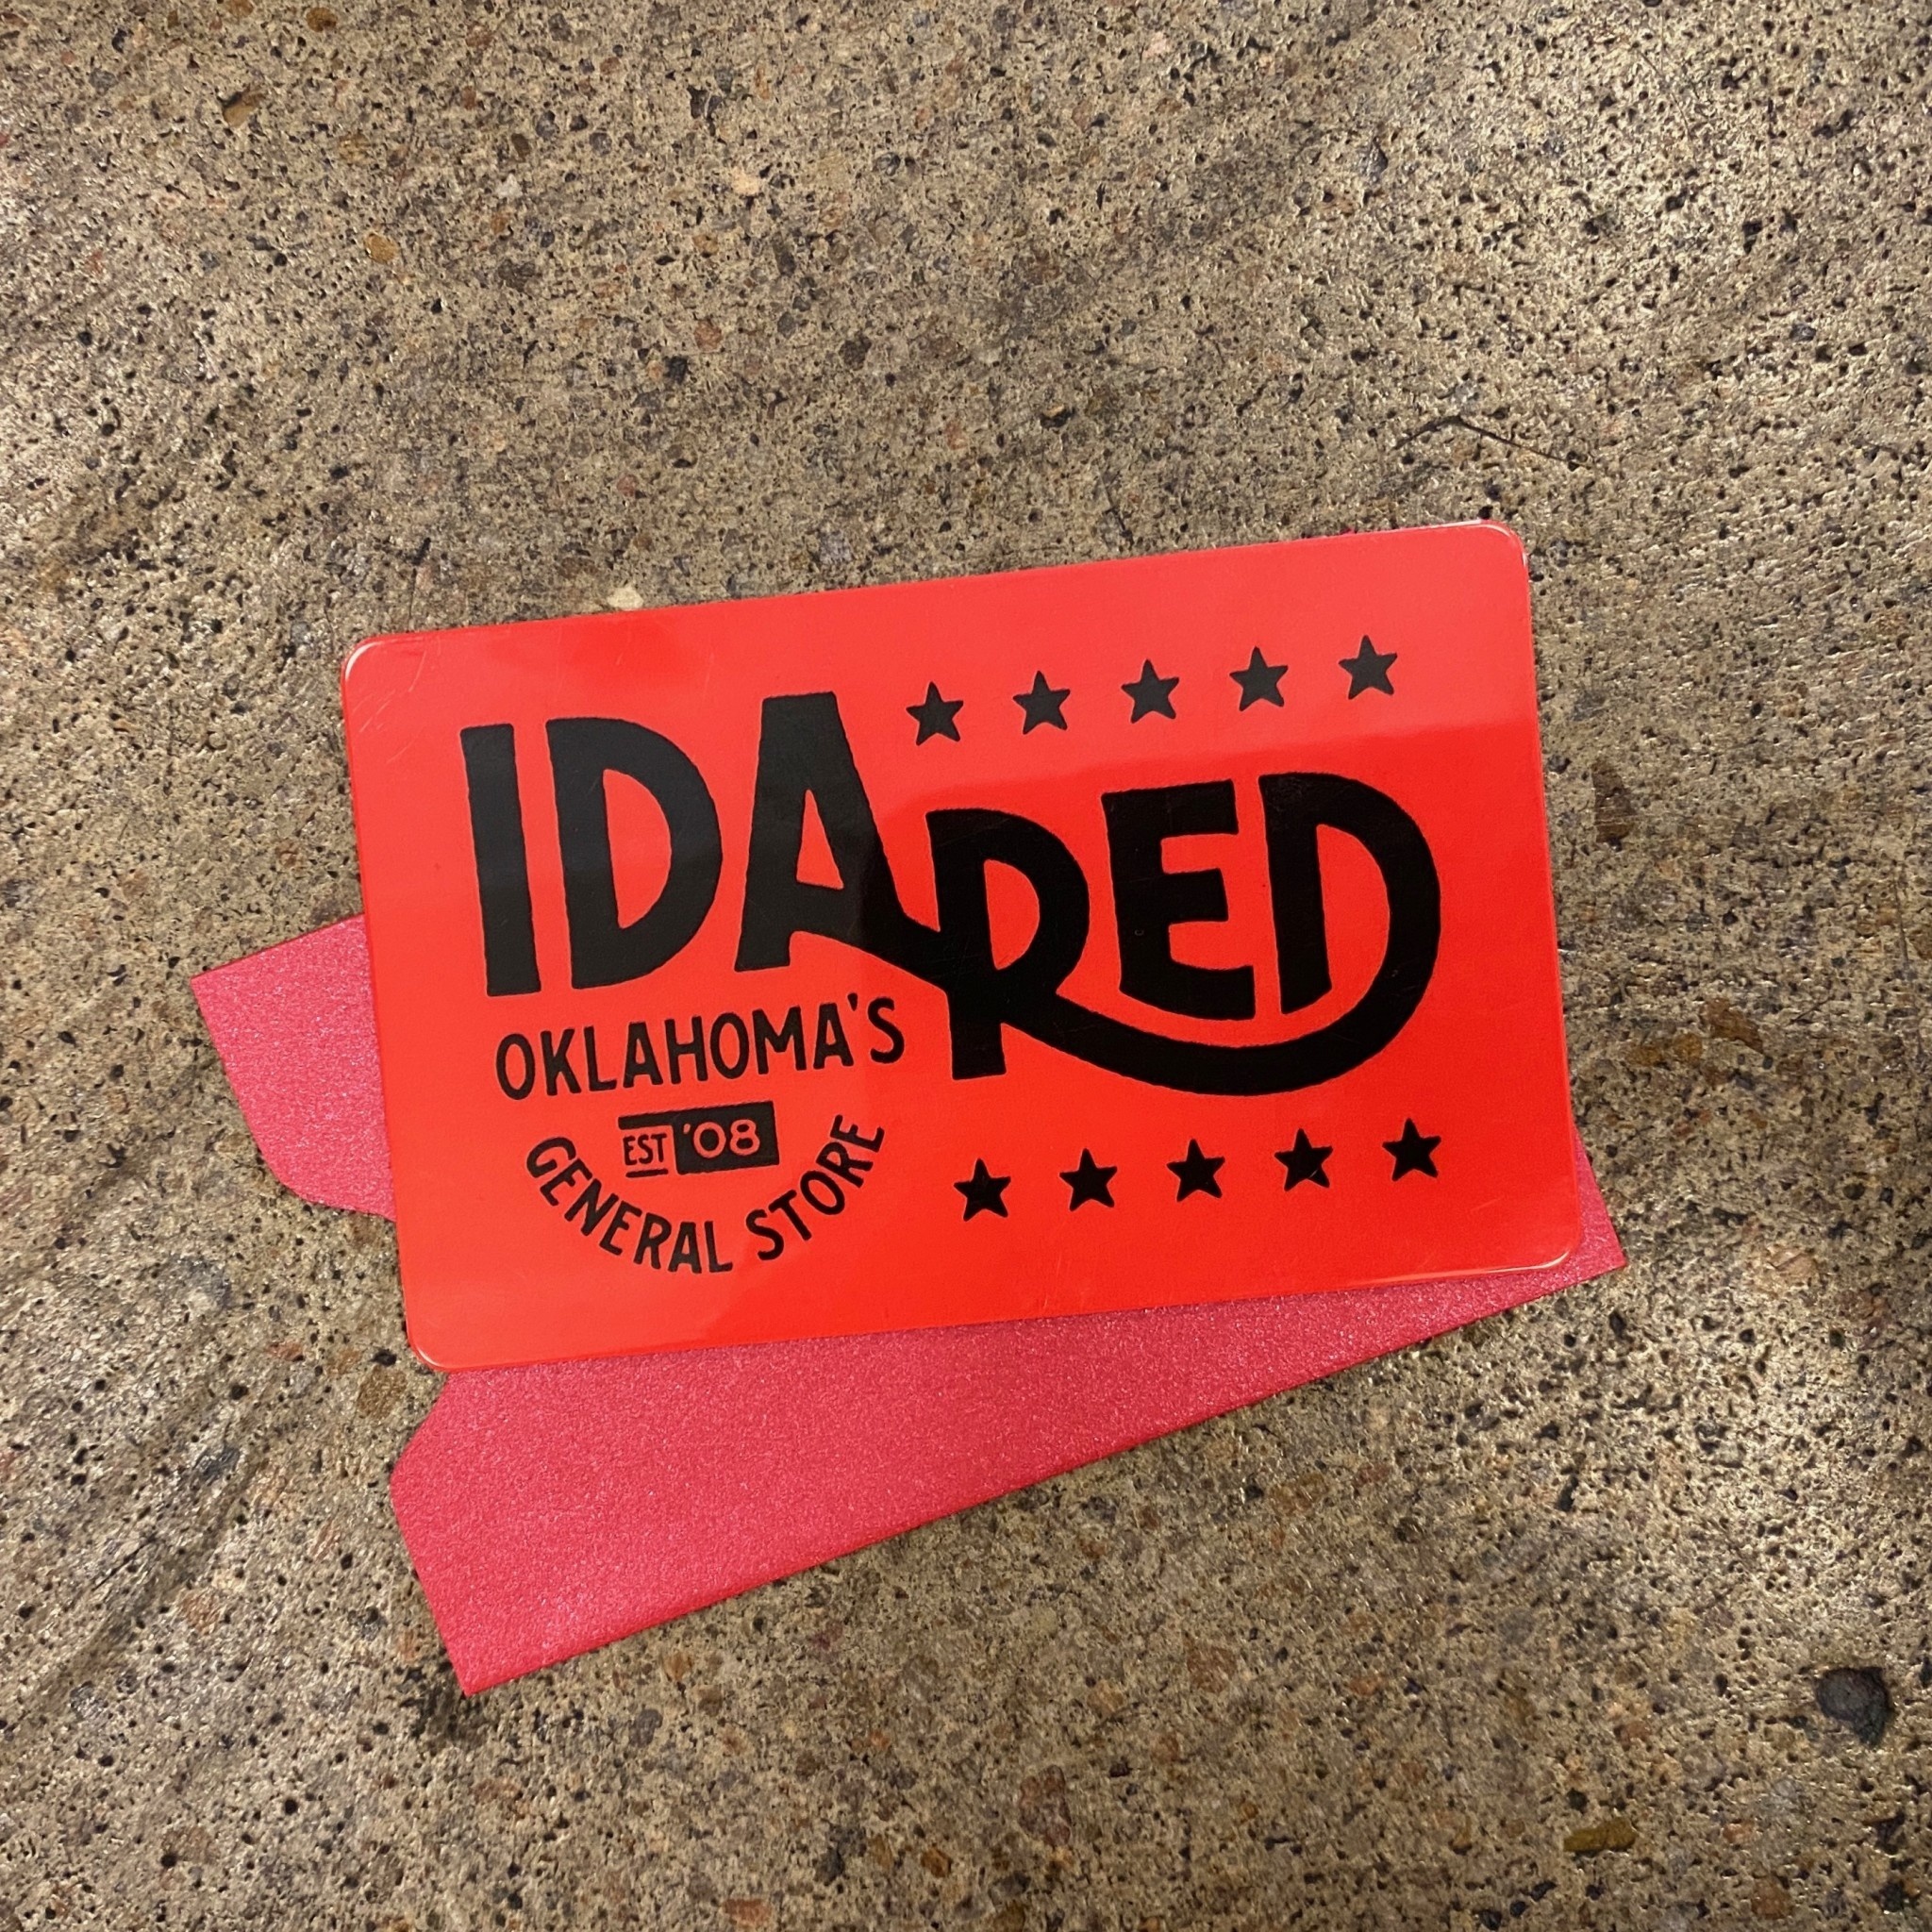 IDA RED
OKLAHOMA'S
EST '08
GENERAL STORE